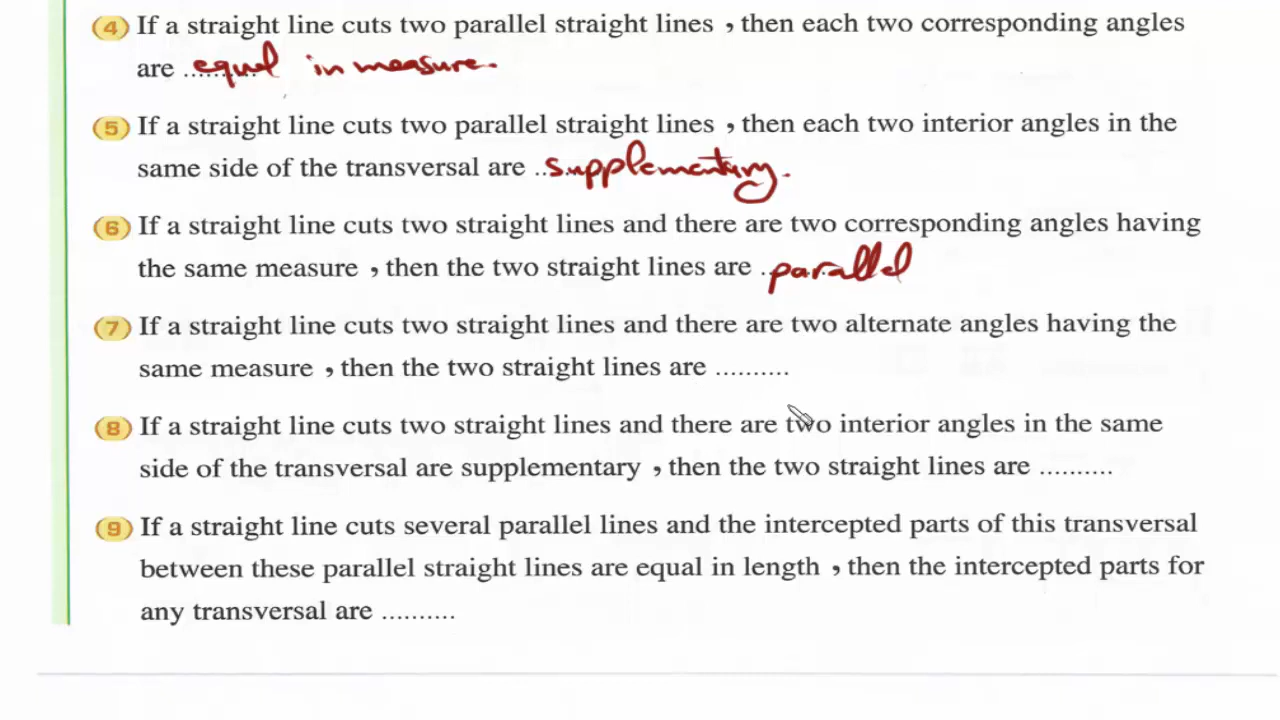 4 If a straight line cuts two parallel straight lines , then each two corresponding angles
are ........ equal in measure.
5 If a straight line cuts two parallel straight lines , then each two interior angles in the
same side of the transversal are .. supplementary.
6 If a straight line cuts two straight lines and there are two corresponding angles having
the same measure , then the two straight lines are . parallel
7 If a straight line cuts two straight lines and there are two alternate angles having the
same measure , then the two straight lines are ..........
8 If a straight line cuts two straight lines and there are two interior angles in the same
side of the transversal are supplementary , then the two straight lines are ..........
9 If a straight line cuts several parallel lines and the intercepted parts of this transversal
between these parallel straight lines are equal in length , then the intercepted parts for
any transversal are ..........